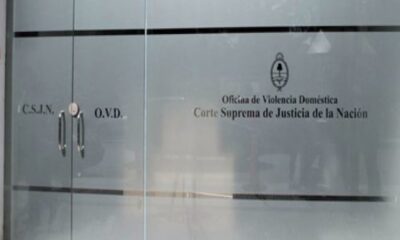 C.S.J.N.
O.V.D.
Oficina de Violencia Doméstica
Corte Suprema de Justicia de la Nación